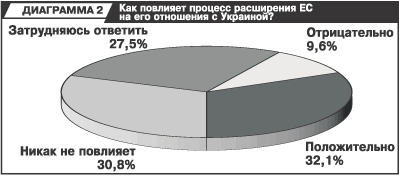 ДИАГРАММА 2
Как повлияет процесс расширения ЕС
на его отношения с Украиной?
Затрудняюсь ответить
27,5%
Отрицательно
9,6%
Никак не повлияет
30,8%
Положительно
32,1%